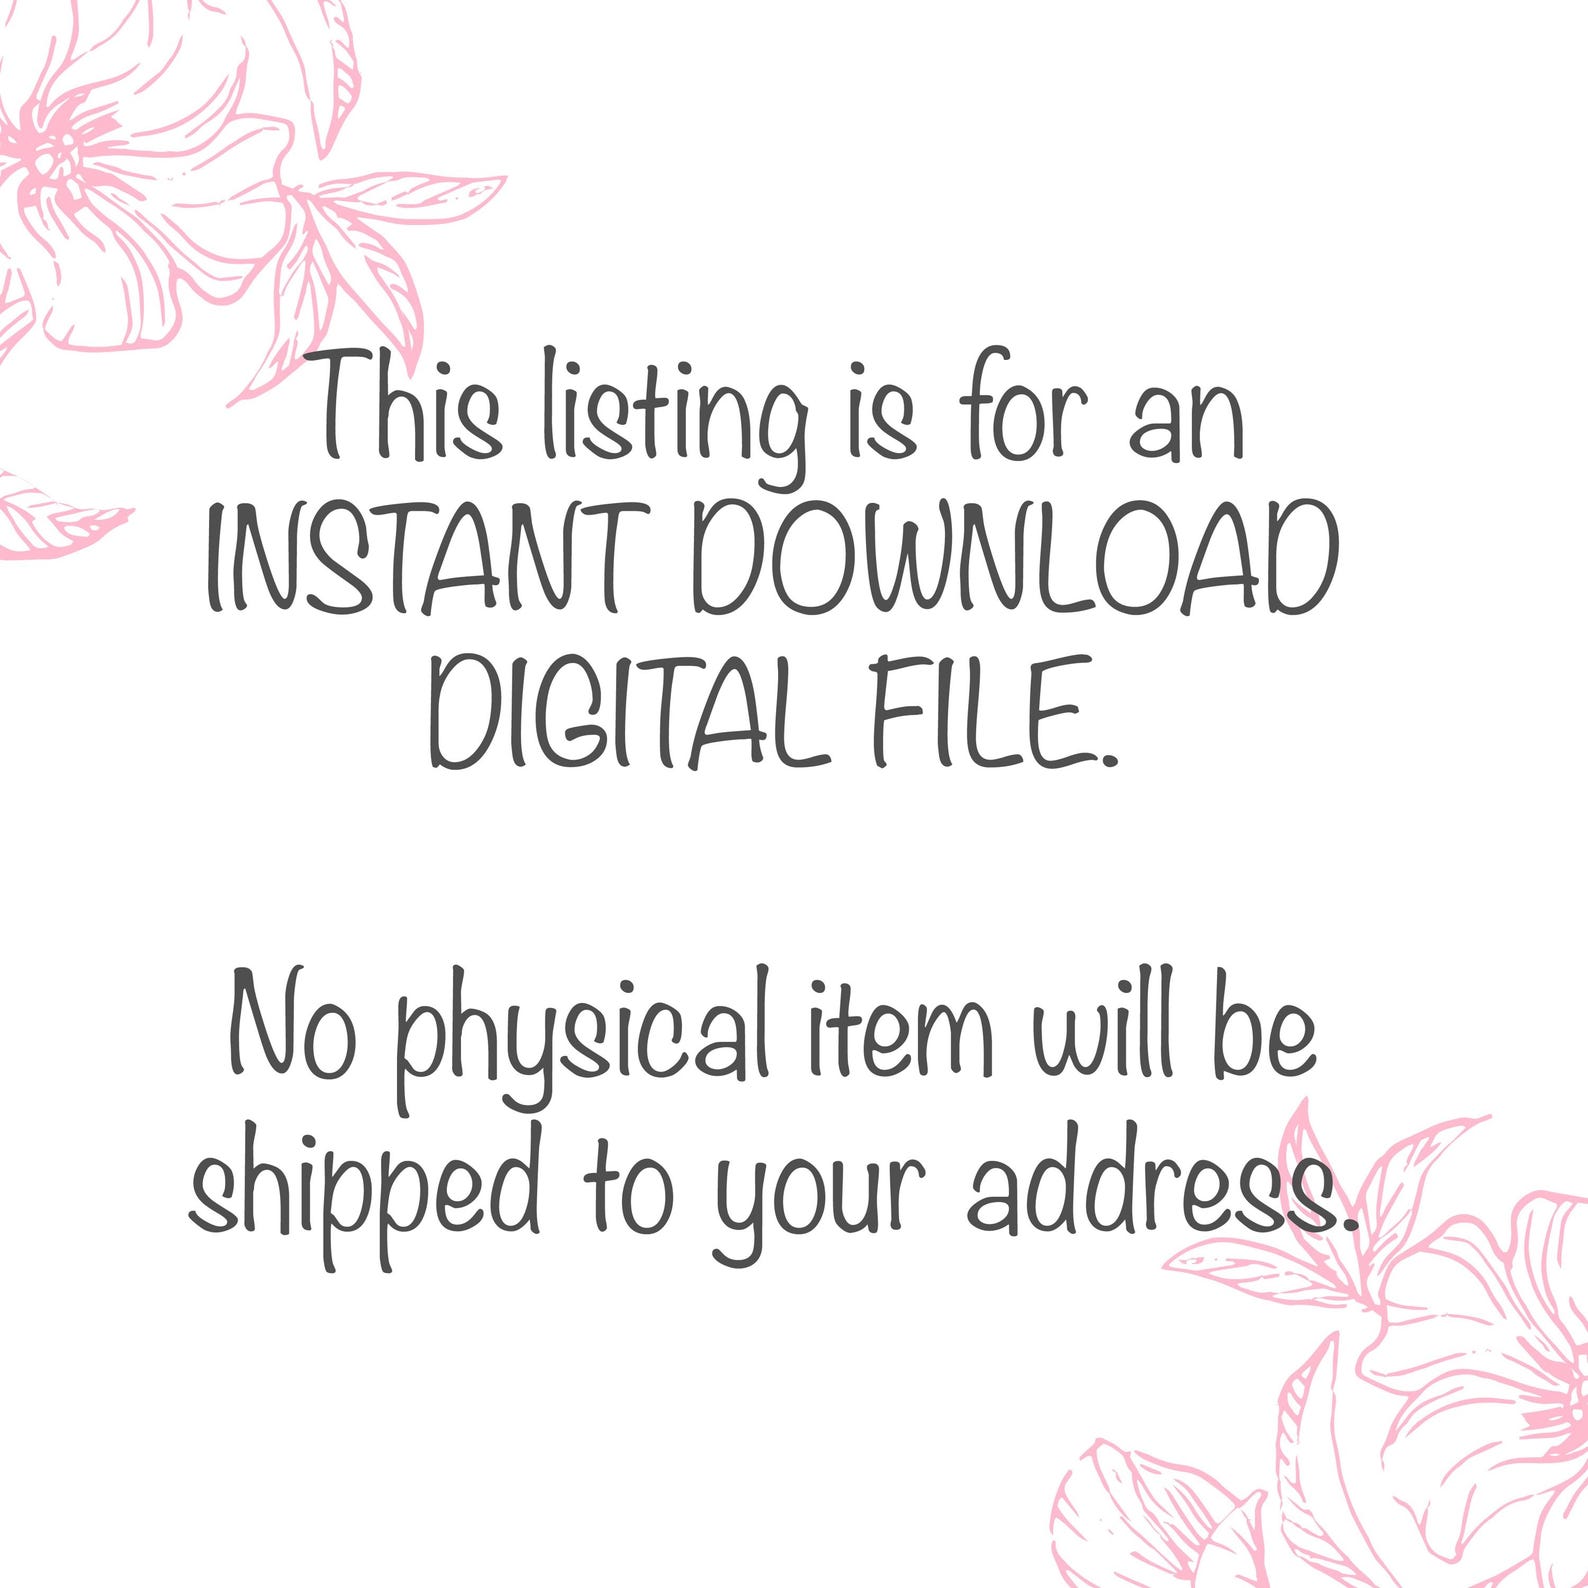 This listing is for an
INSTANT DOWNLOAD
DIGITAL FILE.
No physical item will be
shipped to your address.